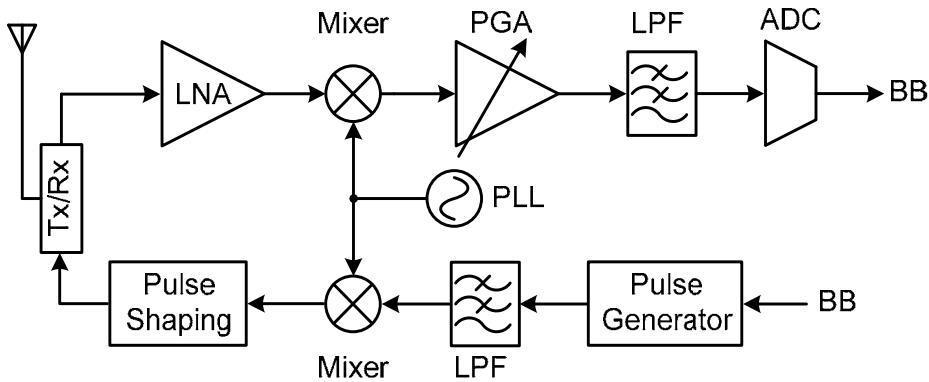 Mixer
PGA
LPF
ADC
LNA
BB
Tx/Rx
PLL
Pulse
Shaping
Pulse
Generator
BB
Mixer
LPF